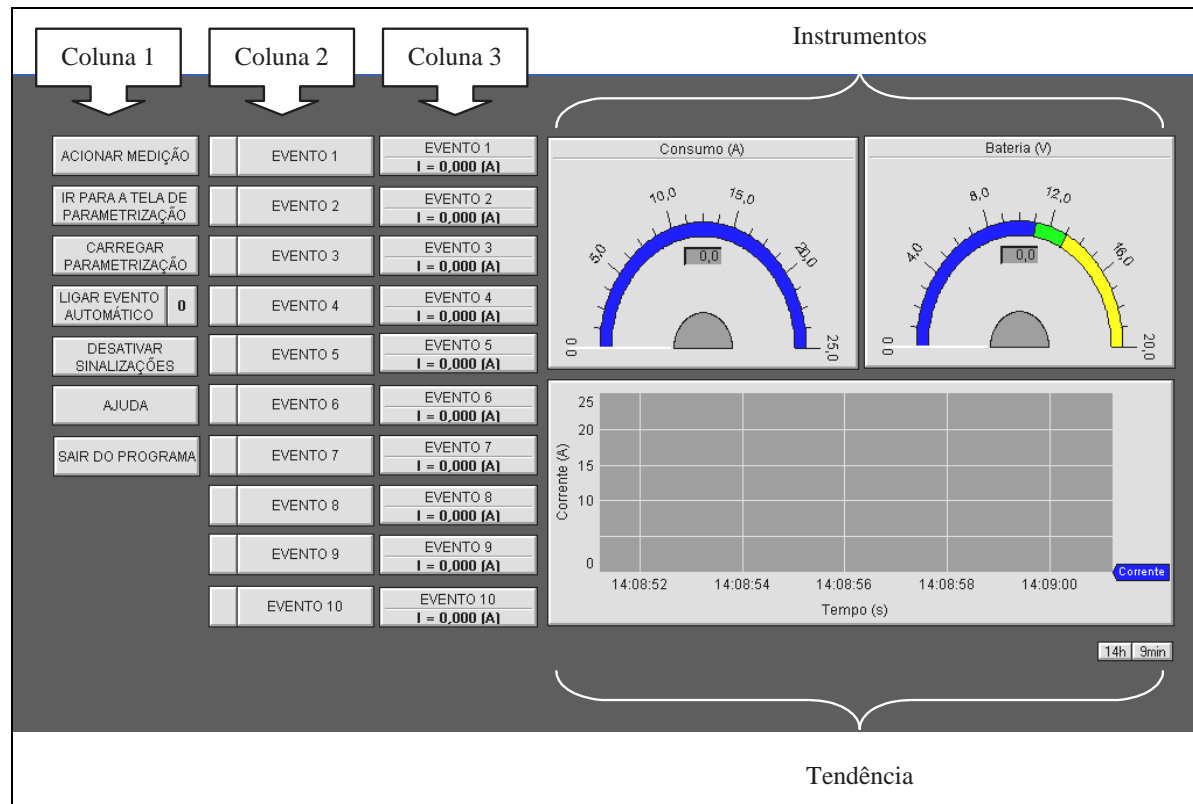 Coluna 1
Coluna 2
Coluna 3
Instrumentos
ACIONAR MEDIÇÃO
IR PARA A TELA DE
PARAMETRIZAÇÃO
CARREGAR
PARAMETRIZAÇÃO
LIGAR EVENTO
AUTOMÁTICO
0
DESATIVAR
SINALIZAÇÕES
AJUDA
SAIR DO PROGRAMA
EVENTO 1
EVENTO 2
EVENTO 3
EVENTO 4
EVENTO 5
EVENTO 6
EVENTO 7
EVENTO 8
EVENTO 9
EVENTO 10
EVENTO 1
I = 0,000 (A)
EVENTO 2
I = 0,000 (A)
EVENTO 3
I = 0,000 (A)
EVENTO 4
I = 0,000 (A)
EVENTO 5
I = 0,000 (A)
EVENTO 6
I = 0,000 (A)
EVENTO 7
I = 0,000 (A)
EVENTO 8
I = 0,000 (A)
EVENTO 9
I = 0,000 (A)
EVENTO 10
I = 0,000 (A)
Consumo (A)
0,0
5,0
10,0
15,0
20,0
25,0
0,0
Bateria (V)
0,0
4,0
8,0
12,0
16,0
20,0
0,0
Corrente (A)
25
20
15
10
0
14:08:52
14:08:54
14:08:56
14:08:58
14:09:00
Tempo (s)
Corrente
14h
9min
Tendência